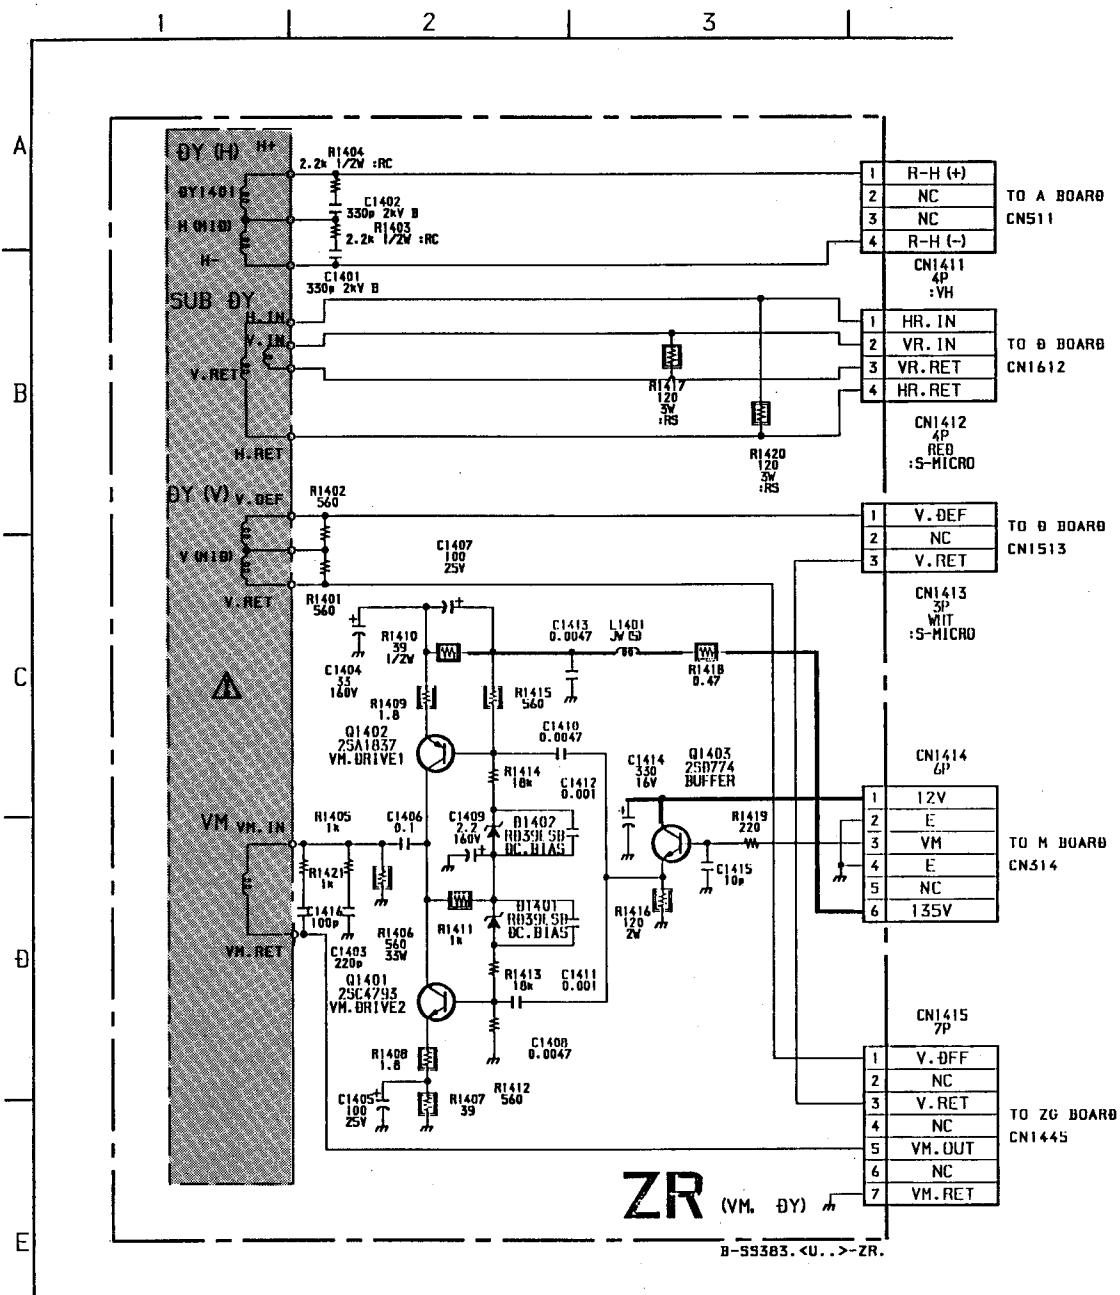 1 2 3
A
B
C
D
E
DY (H) H+
DY1401
H (MID)
H-
R1404
2.2k 1/2W :RC
C1402
330p 2kV B
R1403
2.2k 1/2W :RC
C1401
330p 2kV B
1 R-H (+)
2 NC
3 NC
4 R-H (-)
TO A BOARD
CN511
CN1411
4P
:VH
SUB DY
H.IN
V.IN
V.RET
H.RET
R1417
120
3W
:RS
R1420
120
3W
:RS
1 HR.IN
2 VR.IN
3 VR.RET
4 HR.RET
TO D BOARD
CN1612
CN1412
4P
RED
:S-MICRO
DY (V) V.DEF
V (MID)
V.RET
R1402
560
R1401
560
1 V.DEF
2 NC
3 V.RET
TO D BOARD
CN1513
CN1413
3P
WHT
:S-MICRO
C1407
100
25V
C1404
33
160V
R1410
39
1/2W
C1413
0.0047
L1401
JW (5)
R1418
0.47
R1409
1.8
R1415
560
Q1402
2SA1837
VM.DRIVE1
C1410
0.0047
R1414
18k
C1412
0.001
C1414
330
16V
Q1403
2SD774
BUFFER
CN1414
6P
1 12V
2 E
3 VM
4 E
5 NC
6 135V
TO M BOARD
CN314
VM VM.IN
VM.RET
R1405
1k
C1406
0.1
C1409
2.2
160V
D1402
RD39ESB
DC.BIAS
R1419
220
C1415
10p
R1421
1k
C1416
100p
C1403
220p
R1406
560
33W
R1411
1k
D1401
RD39ESB
DC.BIAS
R1416
120
2W
Q1401
2SC4793
VM.DRIVE2
R1413
18k
C1411
0.001
C1408
0.0047
R1408
1.8
C1405
100
25V
R1407
39
R1412
560
CN1415
7P
1 V.DFF
2 NC
3 V.RET
4 NC
5 VM.OUT
6 NC
7 VM.RET
TO ZG BOARD
CN1445
ZR (VM. DY)
B-SS383.<U..>-ZR.